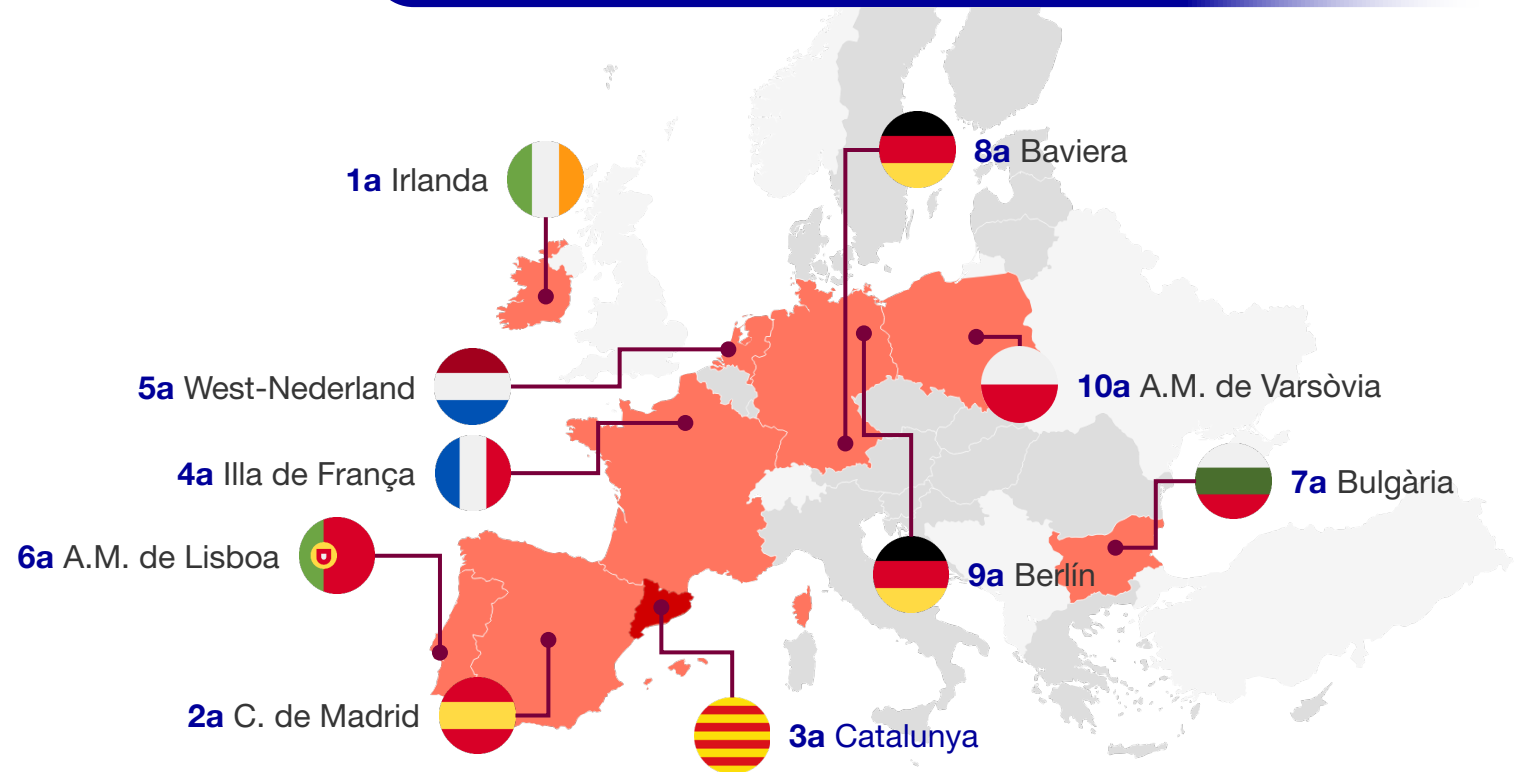 8a Baviera
1a Irlanda
5a West-Nederland
10a A.M. de Varsòvia
4a Illa de França
7a Bulgària
6a A.M. de Lisboa
9a Berlín
2a C. de Madrid
3a Catalunya